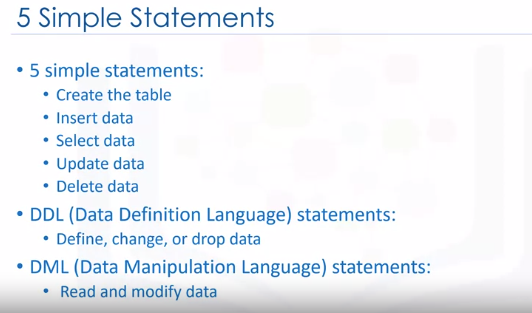 5 Simple Statements
• 5 simple statements:
• Create the table
• Insert data
• Select data
• Update data
• Delete data
• DDL (Data Definition Language) statements:
• Define, change, or drop data
• DML (Data Manipulation Language) statements:
• Read and modify data